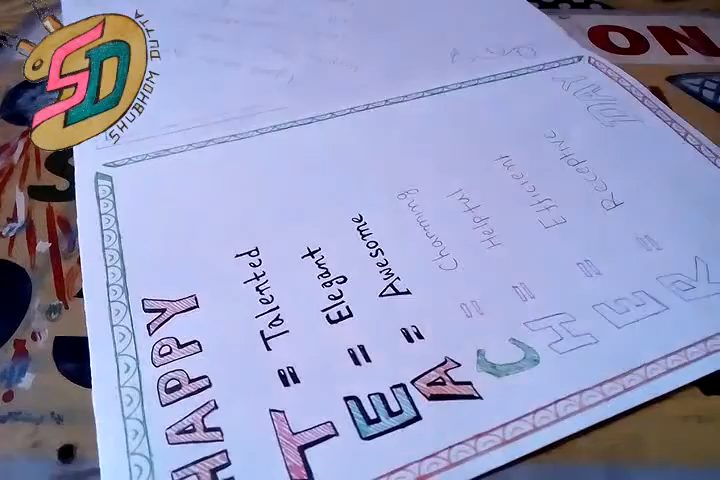 SD
SHUBHOM DUTTA
ON
HAPPY
T = Talented
E = Elegant
A = Awesome
C = Charming
H = Helpful
E = Efficient
R = Receptive
DAY